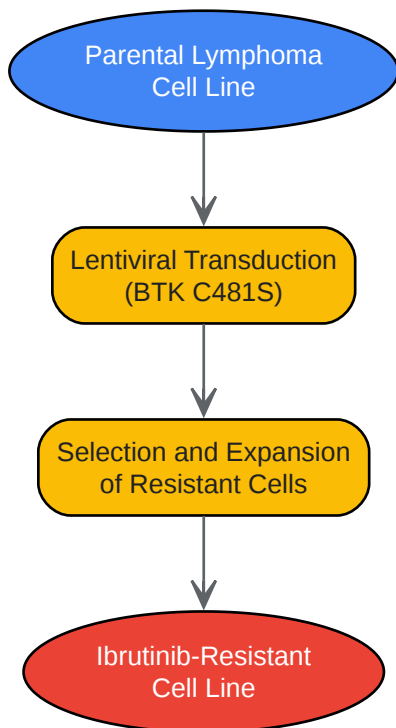 Parental Lymphoma
Cell Line
Lentiviral Transduction
(BTK C481S)
Selection and Expansion
of Resistant Cells
Ibrutinib-Resistant
Cell Line